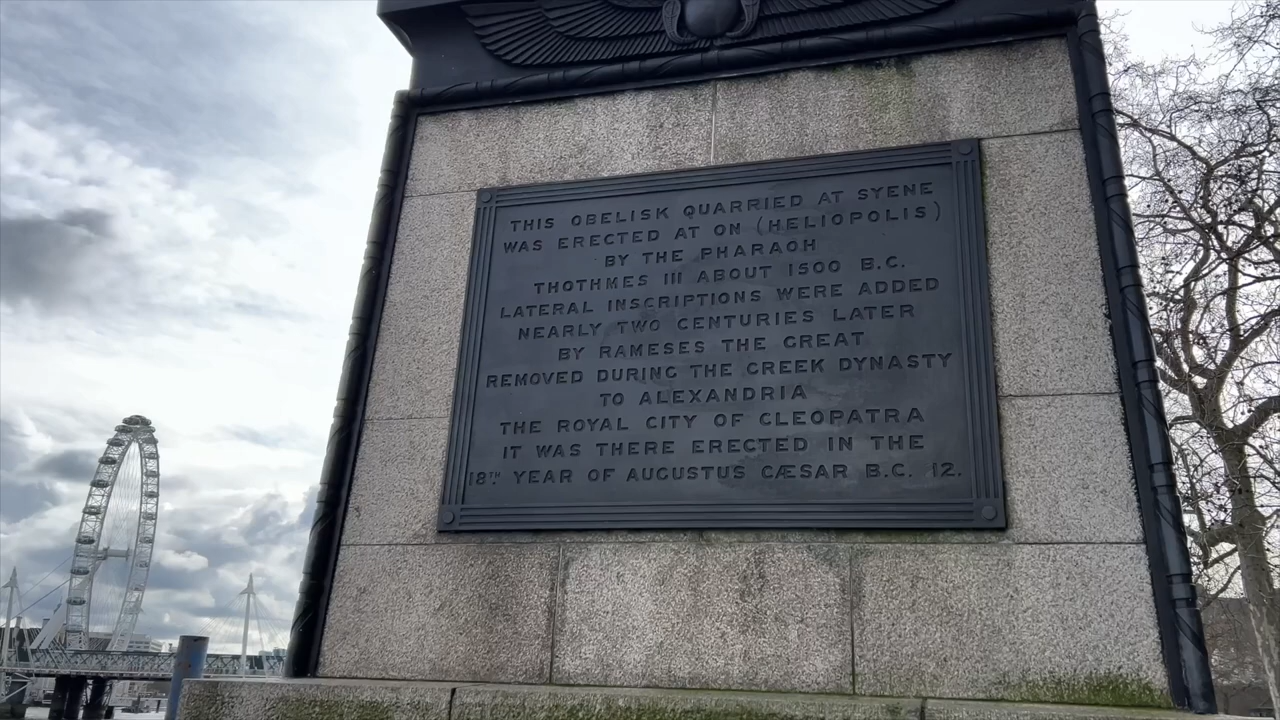 THIS OBELISK QUARRIED AT SYENE
WAS ERECTED AT ON (HELIOPOLIS)
BY THE PHARAOH
THOTHMES III ABOUT 1500 B.C.
LATERAL INSCRIPTIONS WERE ADDED
NEARLY TWO CENTURIES LATER
BY RAMESES THE GREAT
REMOVED DURING THE GREEK DYNASTY
TO ALEXANDRIA
THE ROYAL CITY OF CLEOPATRA
IT WAS THERE ERECTED IN THE
18TH YEAR OF AUGUSTUS CÆSAR B.C. 12.